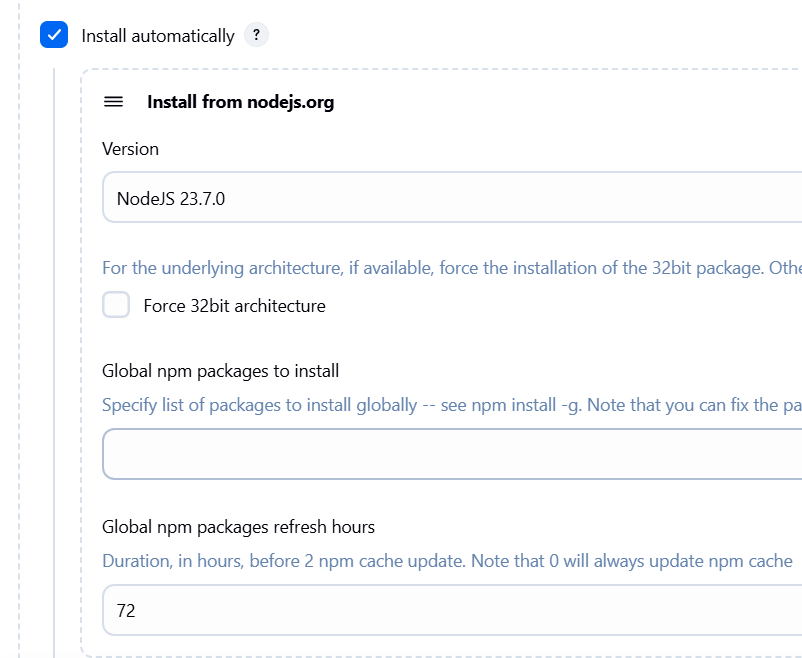 Install automatically ?
Install from nodejs.org
Version
NodeJS 23.7.0
For the underlying architecture, if available, force the installation of the 32bit package.
Force 32bit architecture
Global npm packages to install
Specify list of packages to install globally -- see npm install -g. Note that you can fix the
Global npm packages refresh hours
Duration, in hours, before 2 npm cache update. Note that 0 will always update npm cache
72